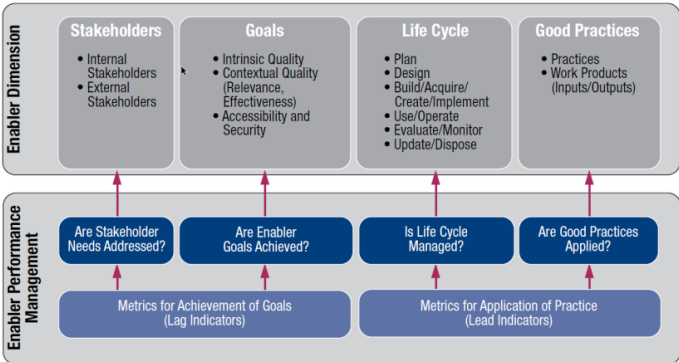 Enabler Dimension
Stakeholders
• Internal
Stakeholders
• External
Stakeholders
Goals
• Intrinsic Quality
• Contextual Quality
(Relevance,
Effectiveness)
• Accessibility and
Security
Life Cycle
• Plan
• Design
• Build/Acquire/
Create/Implement
• Use/Operate
• Evaluate/Monitor
• Update/Dispose
Good Practices
• Practices
• Work Products
(Inputs/Outputs)
Enabler Performance
Management
Are Stakeholder
Needs Addressed?
Are Enabler
Goals Achieved?
Is Life Cycle
Managed?
Are Good Practices
Applied?
Metrics for Achievement of Goals
(Lag Indicators)
Metrics for Application of Practice
(Lead Indicators)